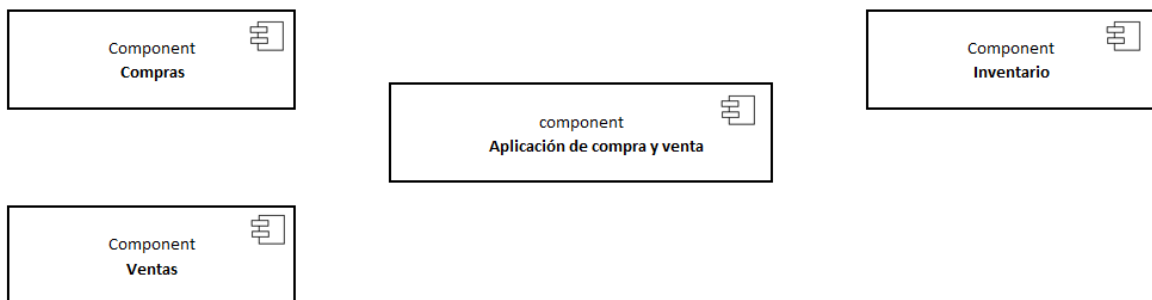 Component
Compras
Component
Inventario
component
Aplicación de compra y venta
Component
Ventas